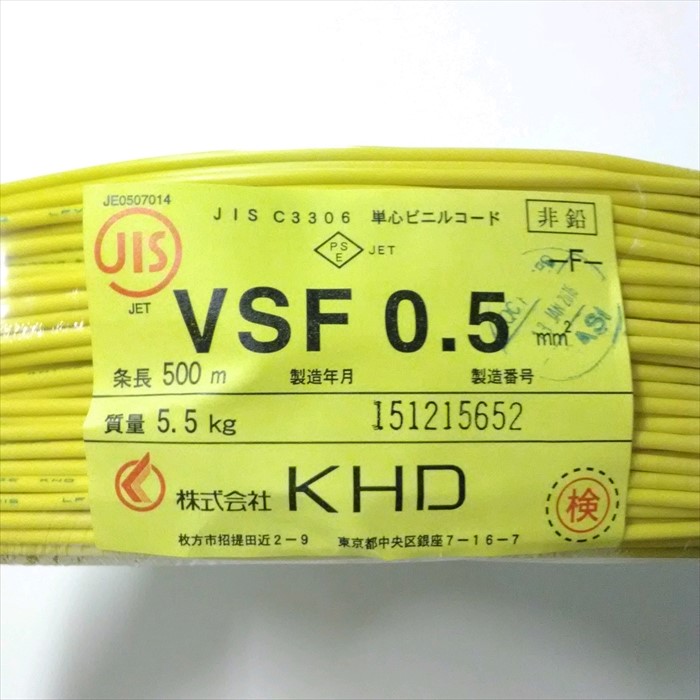 JE0507014
JIS C3306 単心ビニルコード
非鉛
JIS
PS
E
JET
-F-
JET
VSF 0.5 mm²
条長 500 m 製造年月 製造番号
質量 5.5 kg 151215652
株式会社 KHD
検
枚方市招提田近2-9 東京都中央区銀座7-16-7